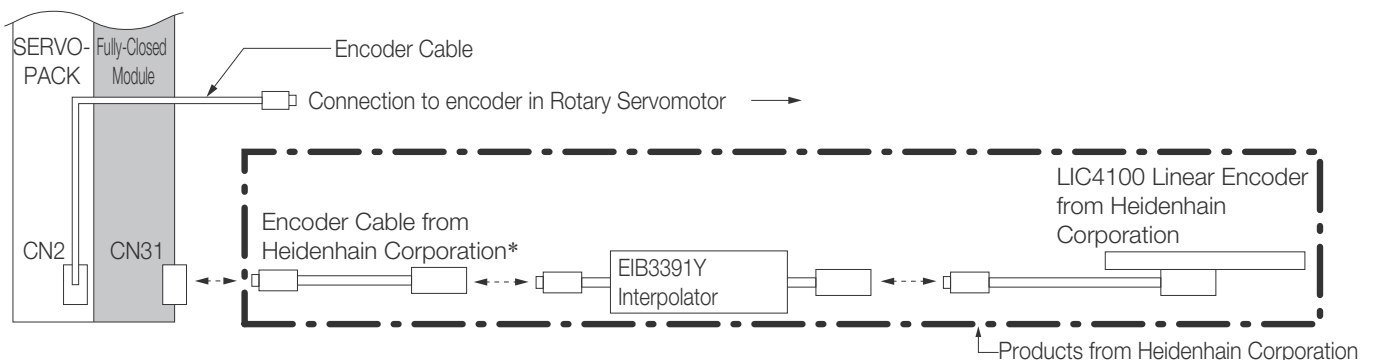 SERVO-
PACK
Fully-Closed
Module
Encoder Cable
Connection to encoder in Rotary Servomotor
LIC4100 Linear Encoder
from Heidenhain
Corporation
Encoder Cable from
Heidenhain Corporation*
CN2
CN31
EIB3391Y
Interpolator
Products from Heidenhain Corporation